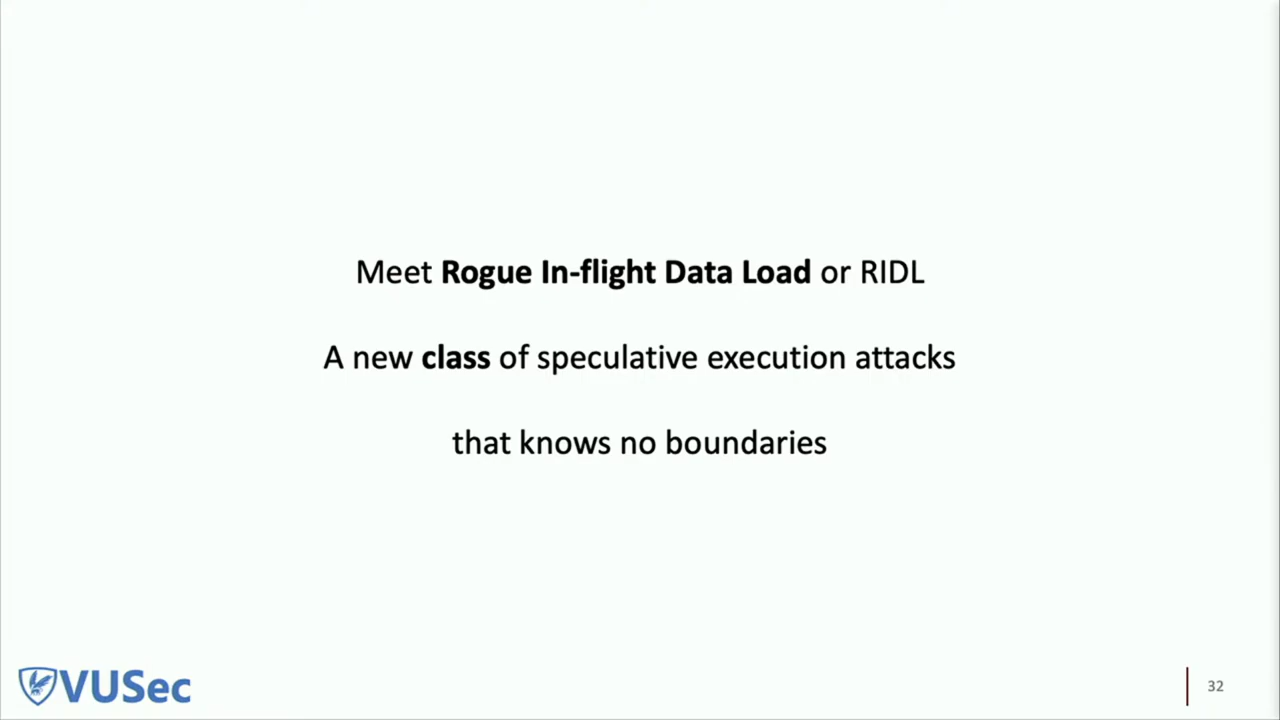 Meet Rogue In-flight Data Load or RIDL
A new class of speculative execution attacks
that knows no boundaries
VUSec
32